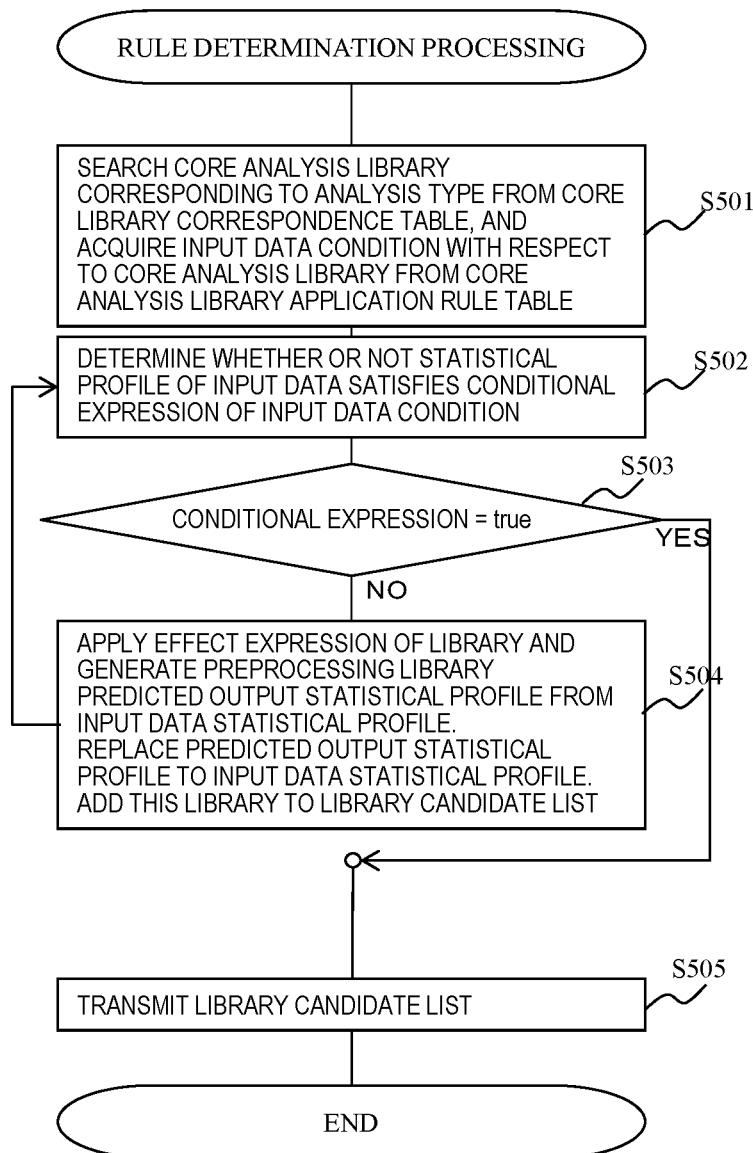 RULE DETERMINATION PROCESSING
SEARCH CORE ANALYSIS LIBRARY
CORRESPONDING TO ANALYSIS TYPE FROM CORE
LIBRARY CORRESPONDENCE TABLE, AND
ACQUIRE INPUT DATA CONDITION WITH RESPECT
TO CORE ANALYSIS LIBRARY FROM CORE
ANALYSIS LIBRARY APPLICATION RULE TABLE
S501
DETERMINE WHETHER OR NOT STATISTICAL
PROFILE OF INPUT DATA SATISFIES CONDITIONAL
EXPRESSION OF INPUT DATA CONDITION
S502
S503
CONDITIONAL EXPRESSION = true
YES
NO
APPLY EFFECT EXPRESSION OF LIBRARY AND
GENERATE PREPROCESSING LIBRARY
PREDICTED OUTPUT STATISTICAL PROFILE FROM
INPUT DATA STATISTICAL PROFILE.
REPLACE PREDICTED OUTPUT STATISTICAL
PROFILE TO INPUT DATA STATISTICAL PROFILE.
ADD THIS LIBRARY TO LIBRARY CANDIDATE LIST
S504
S505
TRANSMIT LIBRARY CANDIDATE LIST
END